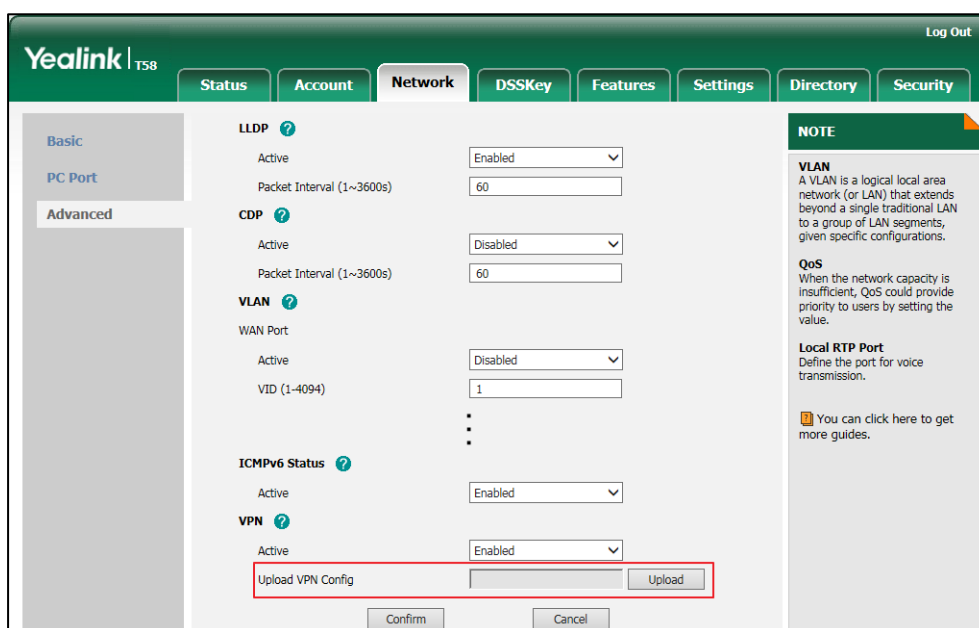 Log Out
Yealink T58
Status Account Network DSSKey Features Settings Directory Security
Basic
PC Port
Advanced
LLDP ?
Active Enabled
Packet Interval (1~3600s) 60
CDP ?
Active Disabled
Packet Interval (1~3600s) 60
VLAN ?
WAN Port
Active Disabled
VID (1-4094) 1
ICMPv6 Status ?
Active Enabled
VPN ?
Active Enabled
Upload VPN Config Upload
Confirm Cancel
NOTE
VLAN
A VLAN is a logical local area
network (or LAN) that extends
beyond a single traditional LAN
to a group of LAN segments,
given specific configurations.
QoS
When the network capacity is
insufficient, QoS could provide
priority to users by setting the
value.
Local RTP Port
Define the port for voice
transmission.
? You can click here to get
more guides.